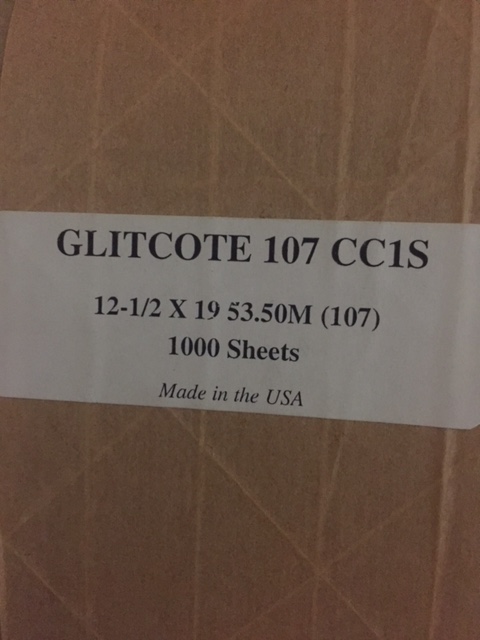 GLITCOTE 107 CC1S
12-1/2 X 19 53.50M (107)
1000 Sheets
Made in the USA